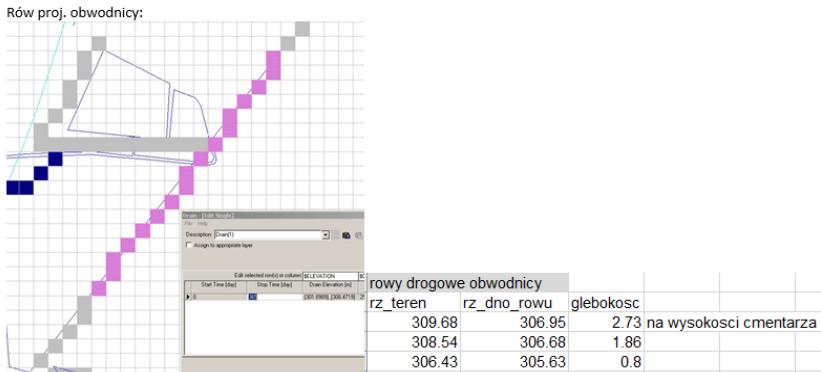 Rów proj. obwodnicy:
Drain - [Edit Single]
File Help
Description: Drain(1)
Assign to appropriate layer
Edit selected row(s) or column: $ELEVATION
Start Time [day] Stop Time [day] Drain Elevation [m]
0
rowy drogowe obwodnicy
rz_teren rz_dno_rowu glebokosc
309.68 306.95 2.73 na wysokosci cmentarza
308.54 306.68 1.86
306.43 305.63 0.8